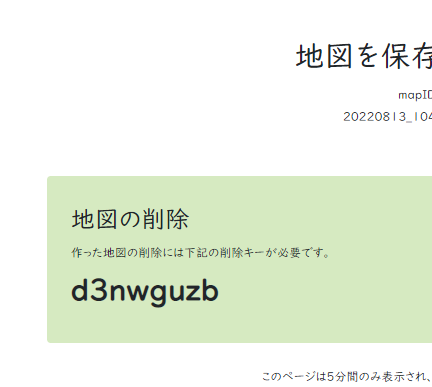 地図を保存
mapID
20220813_104
地図の削除
作った地図の削除には下記の削除キーが必要です。
d3nwguzb
このページは5分間のみ表示され、